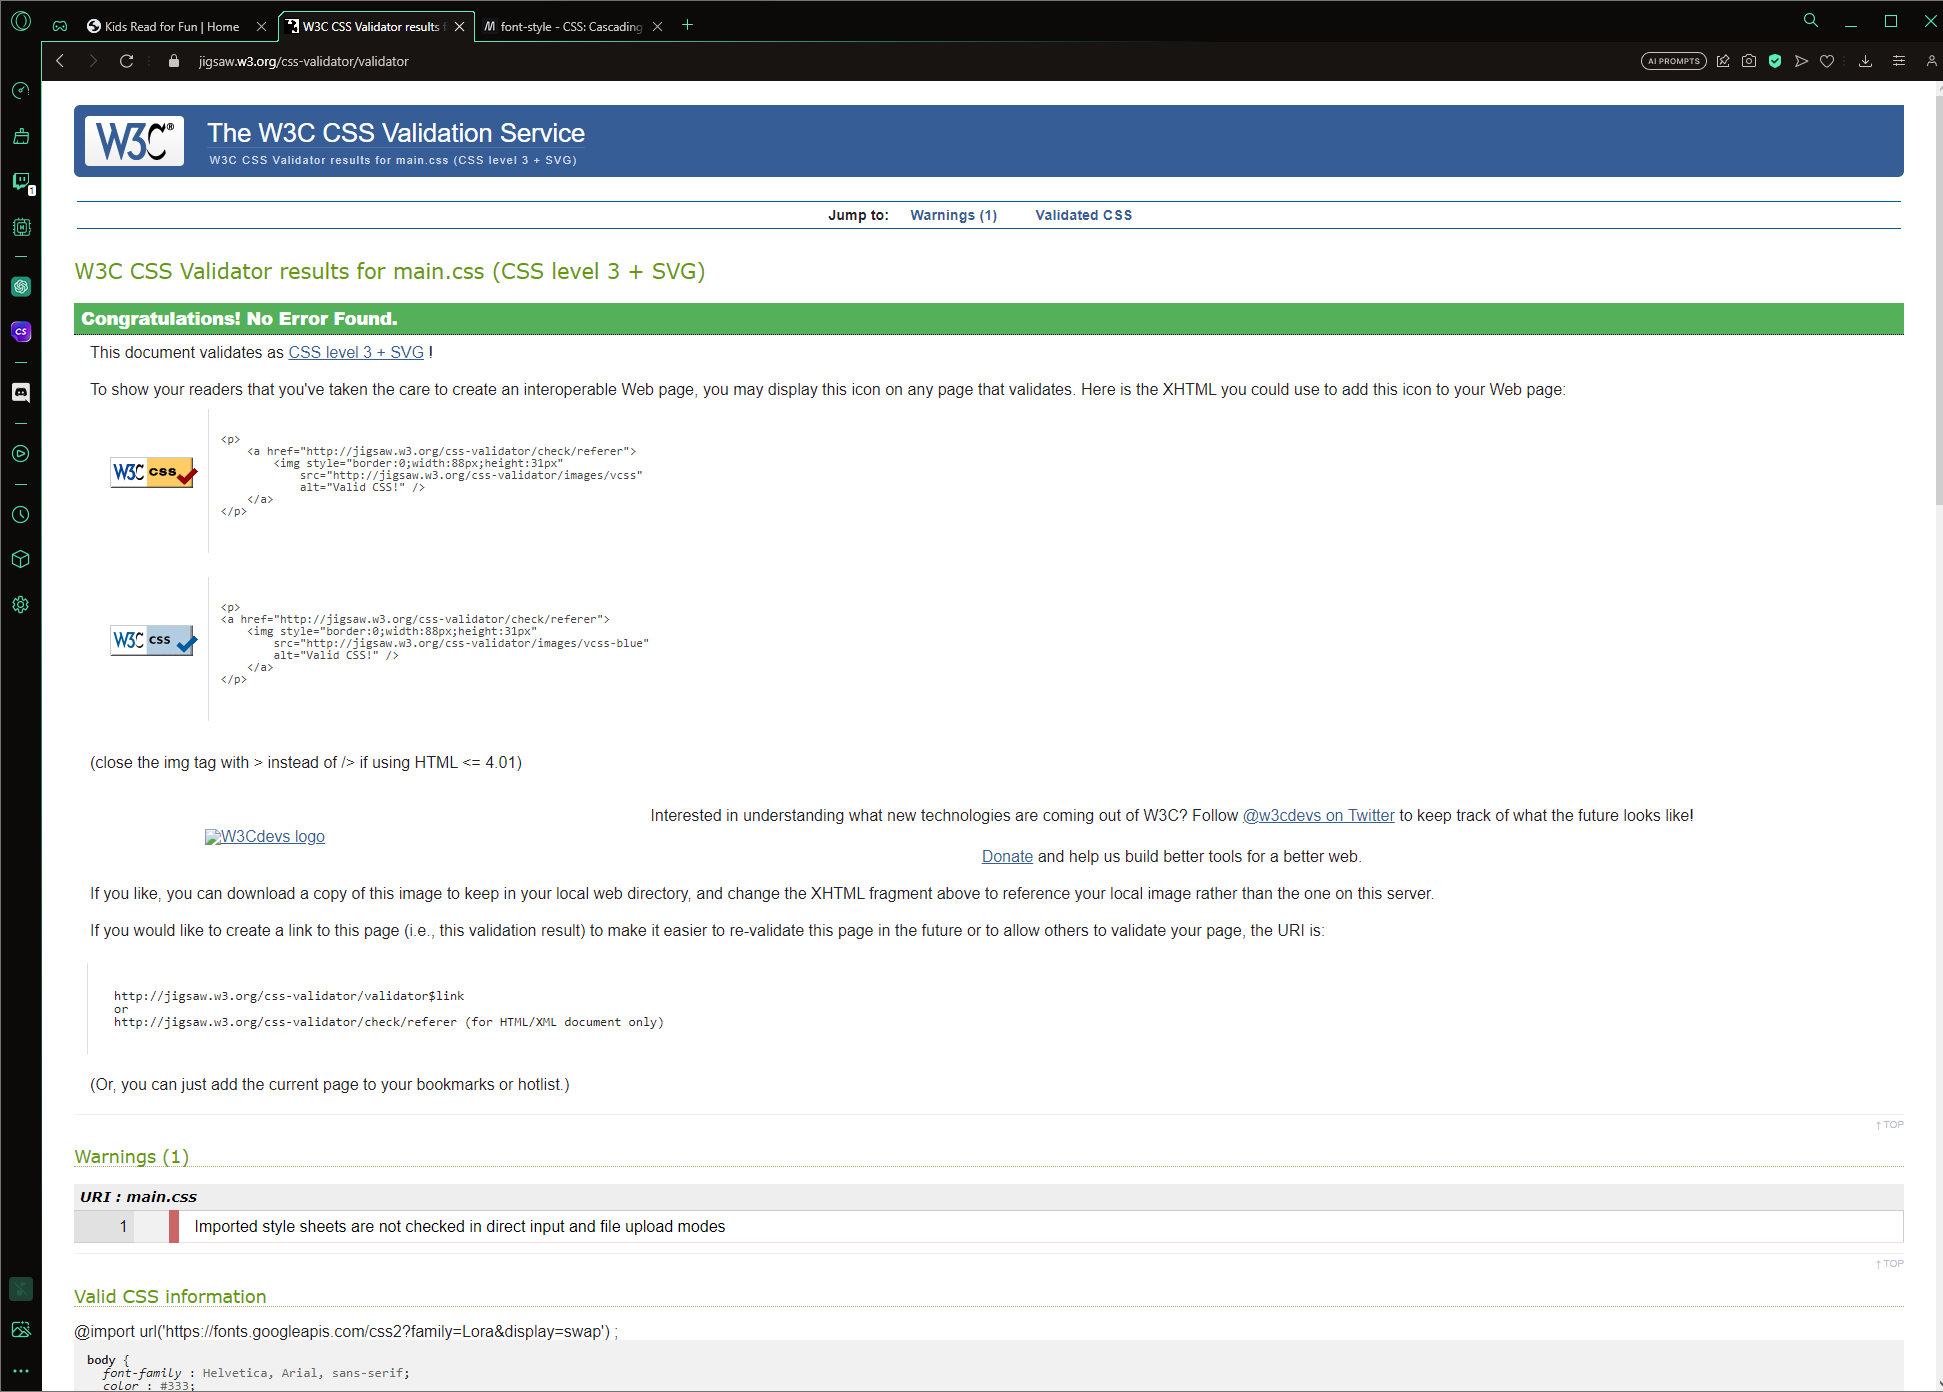 Kids Read for Fun | Home
W3C CSS Validator results f
font-style - CSS: Cascading
jigsaw.w3.org/css-validator/validator
AI PROMPTS
1
CS
W3C®
The W3C CSS Validation Service
W3C CSS Validator results for main.css (CSS level 3 + SVG)
Jump to: Warnings (1) Validated CSS
W3C CSS Validator results for main.css (CSS level 3 + SVG)
Congratulations! No Error Found.
This document validates as CSS level 3 + SVG !
To show your readers that you've taken the care to create an interoperable Web page, you may display this icon on any page that validates. Here is the XHTML you could use to add this icon to your Web page:
W3C css
<p>
<a href="http://jigsaw.w3.org/css-validator/check/referer">
<img style="border:0;width:88px;height:31px"
src="http://jigsaw.w3.org/css-validator/images/vcss"
alt="Valid CSS!" />
</a>
</p>
W3C css
<p>
<a href="http://jigsaw.w3.org/css-validator/check/referer">
<img style="border:0;width:88px;height:31px"
src="http://jigsaw.w3.org/css-validator/images/vcss-blue"
alt="Valid CSS!" />
</a>
</p>
(close the img tag with > instead of /> if using HTML <= 4.01)
W3Cdevs logo
Interested in understanding what new technologies are coming out of W3C? Follow @w3cdevs on Twitter to keep track of what the future looks like!
Donate and help us build better tools for a better web.
If you like, you can download a copy of this image to keep in your local web directory, and change the XHTML fragment above to reference your local image rather than the one on this server.
If you would like to create a link to this page (i.e., this validation result) to make it easier to re-validate this page in the future or to allow others to validate your page, the URI is:
http://jigsaw.w3.org/css-validator/validator$link
or
http://jigsaw.w3.org/css-validator/check/referer (for HTML/XML document only)
(Or, you can just add the current page to your bookmarks or hotlist.)
↑ TOP
Warnings (1)
URI : main.css
1 Imported style sheets are not checked in direct input and file upload modes
↑ TOP
Valid CSS information
@import url('https://fonts.googleapis.com/css2?family=Lora&display=swap') ;
body {
font-family : Helvetica, Arial, sans-serif;
color : #333;